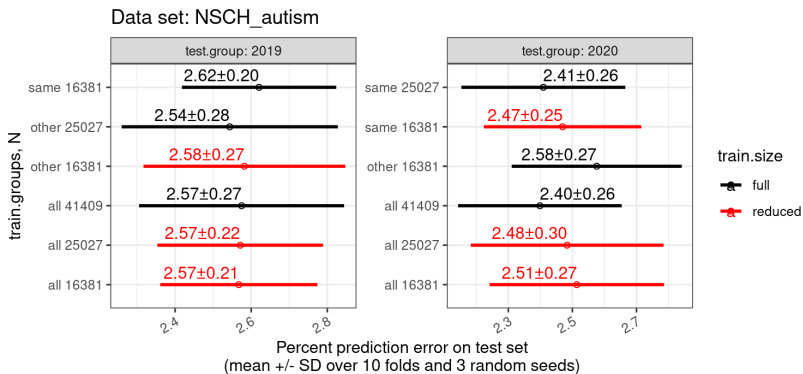 Data set: NSCH_autism
test.group: 2019
test.group: 2020
train.groups, N
same 16381
2.62±0.20
other 25027
2.54±0.28
other 16381
2.58±0.27
all 41409
2.57±0.27
all 25027
2.57±0.22
all 16381
2.57±0.21
2.4
2.6
2.8
same 25027
2.41±0.26
same 16381
2.47±0.25
other 16381
2.58±0.27
all 41409
2.40±0.26
all 25027
2.48±0.30
all 16381
2.51±0.27
2.3
2.5
2.7
train.size
a full
a reduced
Percent prediction error on test set
(mean +/- SD over 10 folds and 3 random seeds)